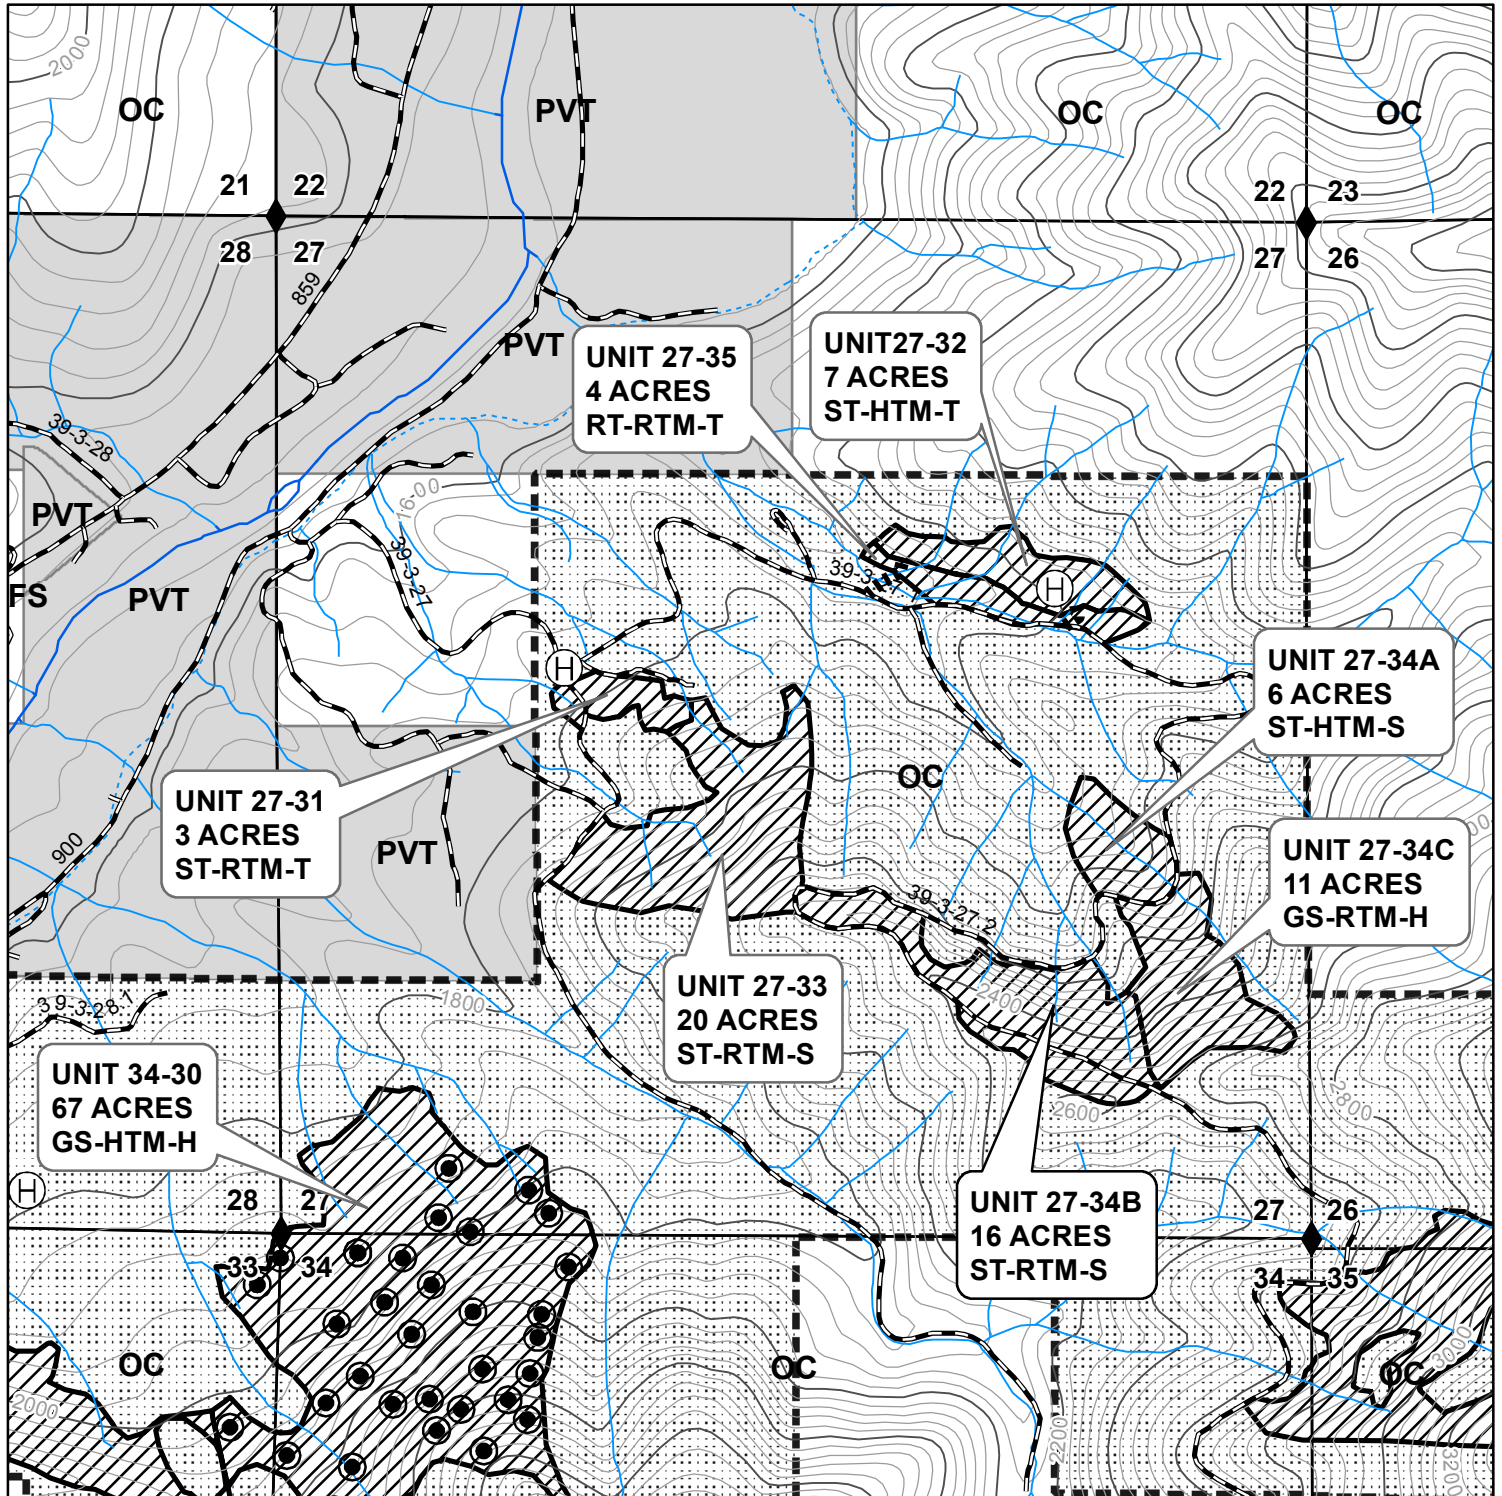 2000
OC
PVT
OC
OC
21
22
22
23
28
27
27
26
859
PVT
UNIT 27-35
4 ACRES
RT-RTM-T
UNIT27-32
7 ACRES
ST-HTM-T
39-3-28
PVT
16-00
39-3-27
39-3-27
H
FS
PVT
H
UNIT 27-34A
6 ACRES
ST-HTM-S
OC
UNIT 27-31
3 ACRES
ST-RTM-T
900
PVT
UNIT 27-34C
11 ACRES
GS-RTM-H
39-3-27-2
UNIT 27-33
20 ACRES
ST-RTM-S
39-3-28.1
1800
2400
UNIT 34-30
67 ACRES
GS-HTM-H
2600
2800
H
28
27
UNIT 27-34B
16 ACRES
ST-RTM-S
27
26
33
34
34
35
OC
OC
OC
3000
2000
2200
3200